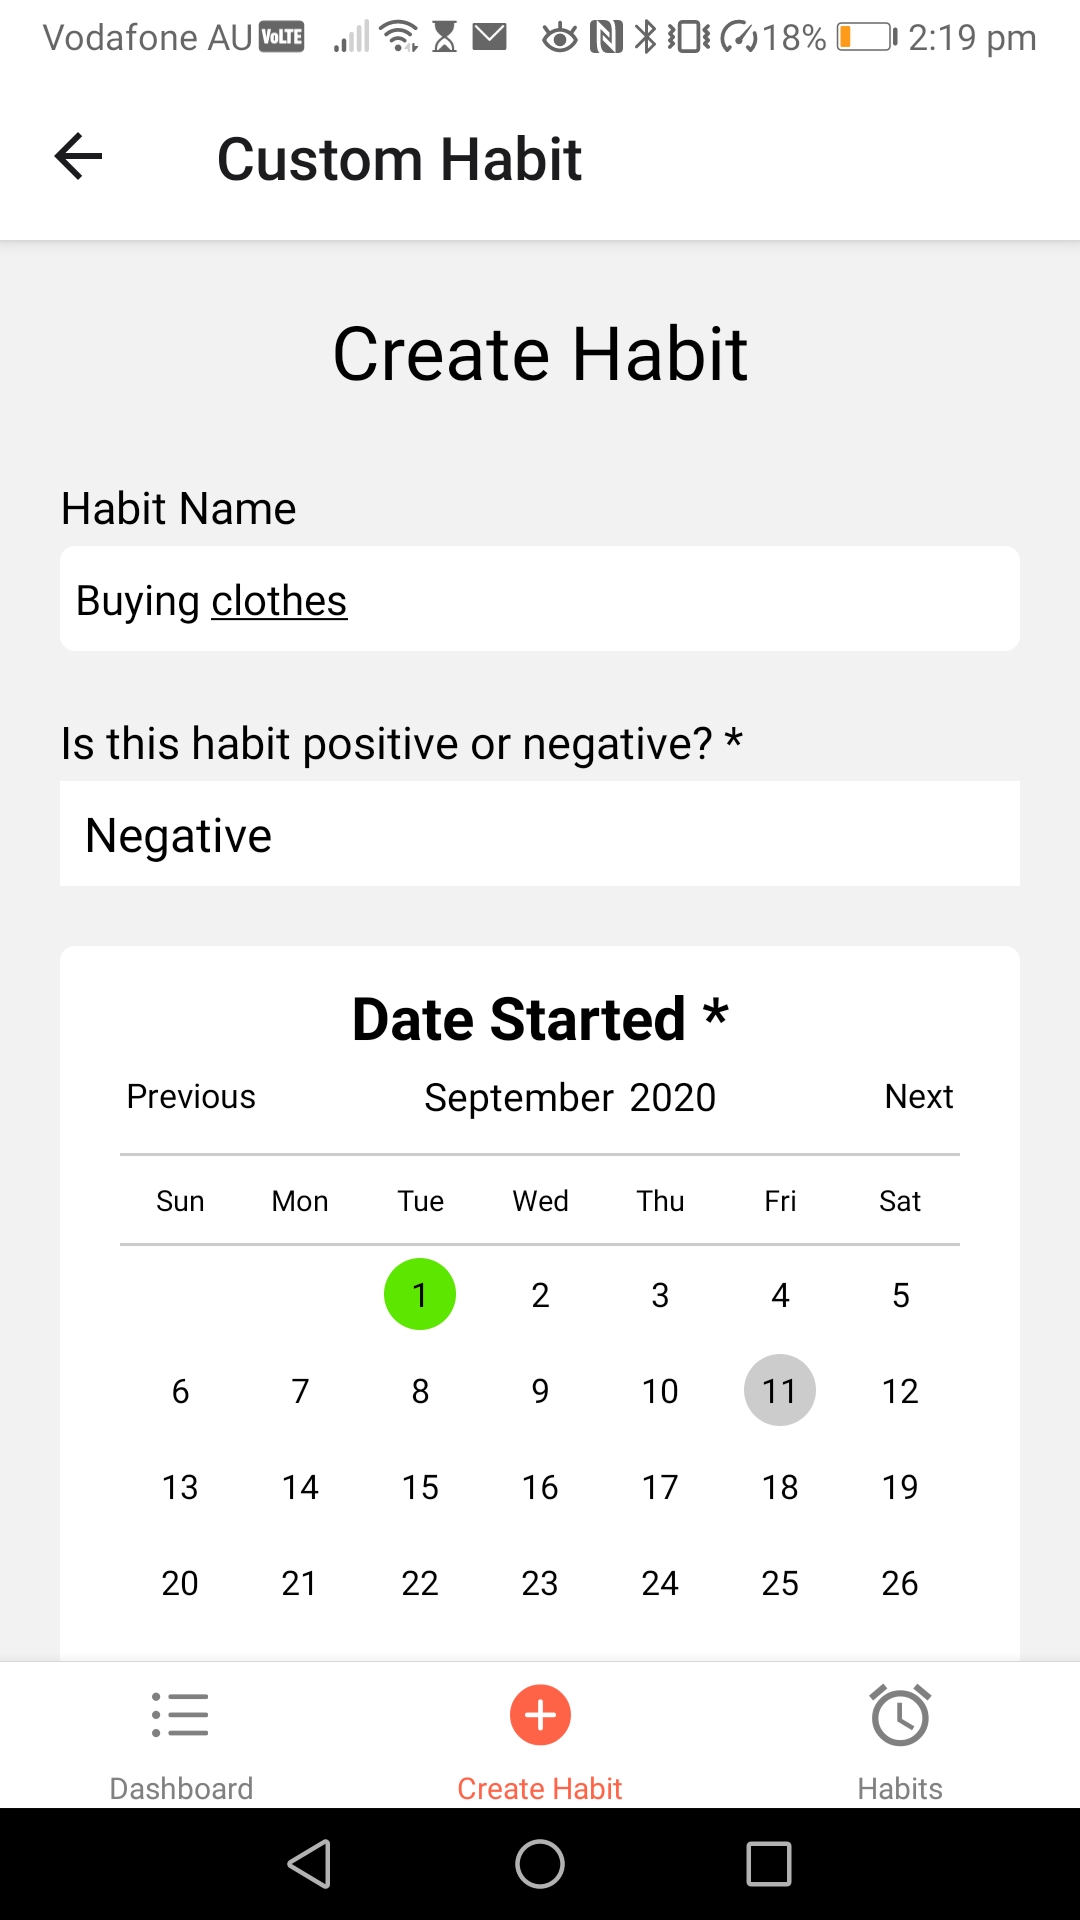 Vodafone AU VoLTE 18% 2:19 pm
Custom Habit
Create Habit
Habit Name
Buying clothes
Is this habit positive or negative? *
Negative
Date Started *
Previous September 2020 Next
Sun Mon Tue Wed Thu Fri Sat
1 2 3 4 5
6 7 8 9 10 11 12
13 14 15 16 17 18 19
20 21 22 23 24 25 26
Dashboard Create Habit Habits